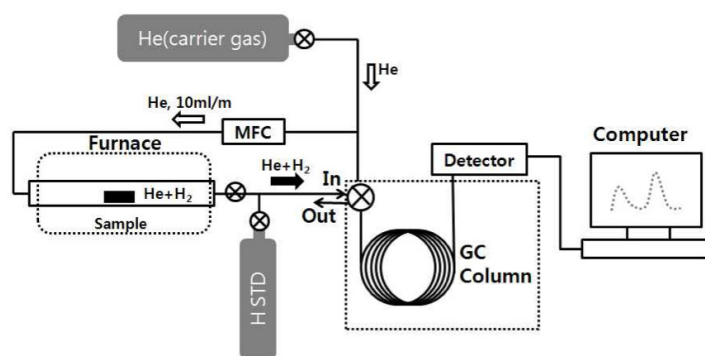 He(carrier gas)
He
He, 10ml/m
MFC
Furnace
He+H₂
Sample
He+H₂
In
Out
H STD
Detector
GC
Column
Computer